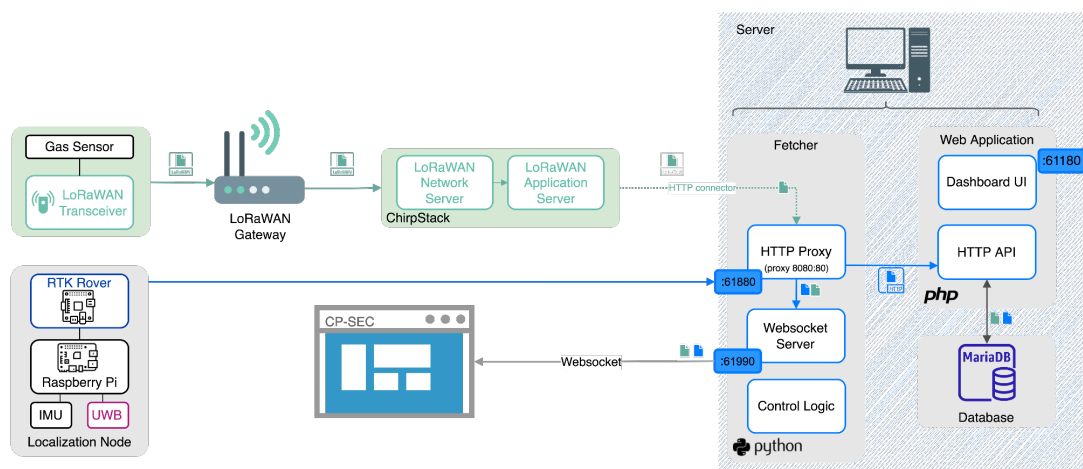 Server
Fetcher
Web Application
:61180
Dashboard UI
Gas Sensor
LoRaWAN
Transceiver
LoRaWAN
Gateway
LoRaWAN
Network
Server
LoRaWAN
Application
Server
ChirpStack
HTTP connector
HTTP Proxy
(proxy 8080:80)
HTTP API
HTTP
php
RTK Rover
:61880
CP-SEC
Websocket
Websocket
Server
:61990
Raspberry Pi
IMU
UWB
Localization Node
Control Logic
python
MariaDB
Database